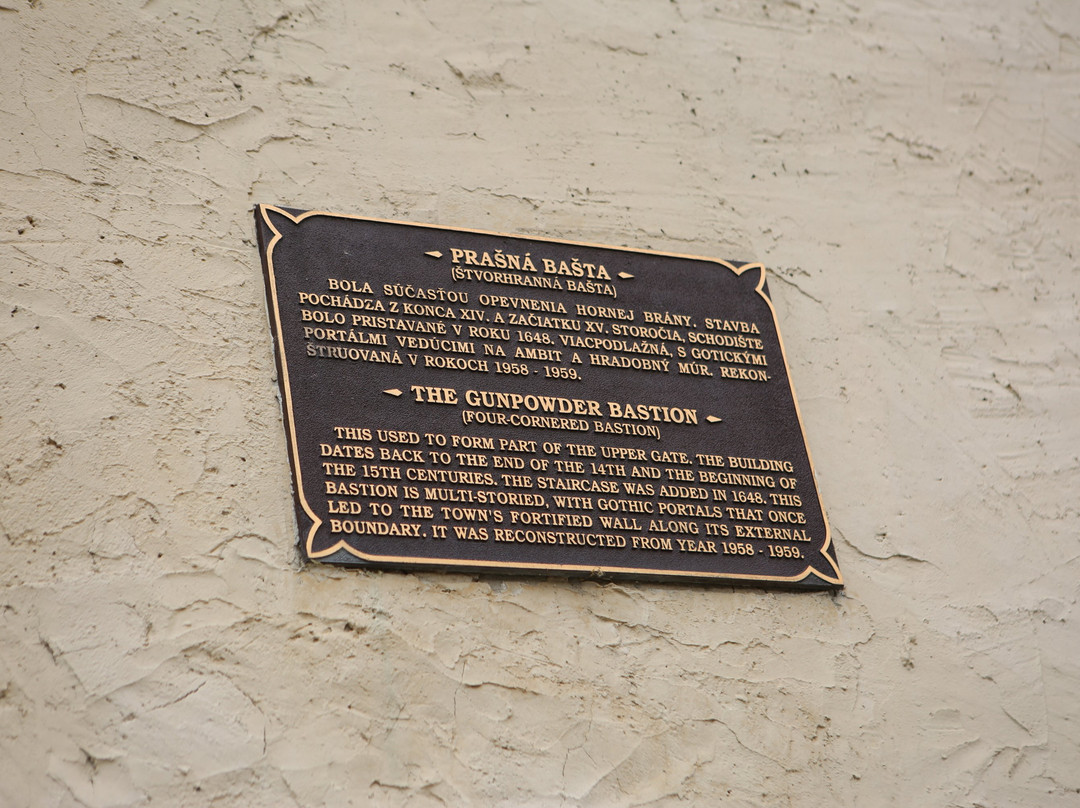 PRAŠNÁ BAŠTA
(ŠTVORHRANNÁ BAŠTA)
BOLA SÚČASŤOU OPEVNENIA HORNEJ BRÁNY. STAVBA
POCHÁDZA Z KONCA XIV. A ZAČIATKU XV. STOROČIA, SCHODIŠTE
BOLO PRISTAVANÉ V ROKU 1648. VIACPODLAŽNÁ, S GOTICKÝMI
PORTÁLMI VEDÚCIMI NA AMBIT A HRADOBNÝ MÚR. REKON-
ŠTRUOVANÁ V ROKOCH 1958 - 1959.
THE GUNPOWDER BASTION
(FOUR-CORNERED BASTION)
THIS USED TO FORM PART OF THE UPPER GATE. THE BUILDING
DATES BACK TO THE END OF THE 14TH AND THE BEGINNING OF
THE 15TH CENTURIES. THE STAIRCASE WAS ADDED IN 1648. THIS
BASTION IS MULTI-STORIED, WITH GOTHIC PORTALS THAT ONCE
LED TO THE TOWN'S FORTIFIED WALL ALONG ITS EXTERNAL
BOUNDARY. IT WAS RECONSTRUCTED FROM YEAR 1958 - 1959.